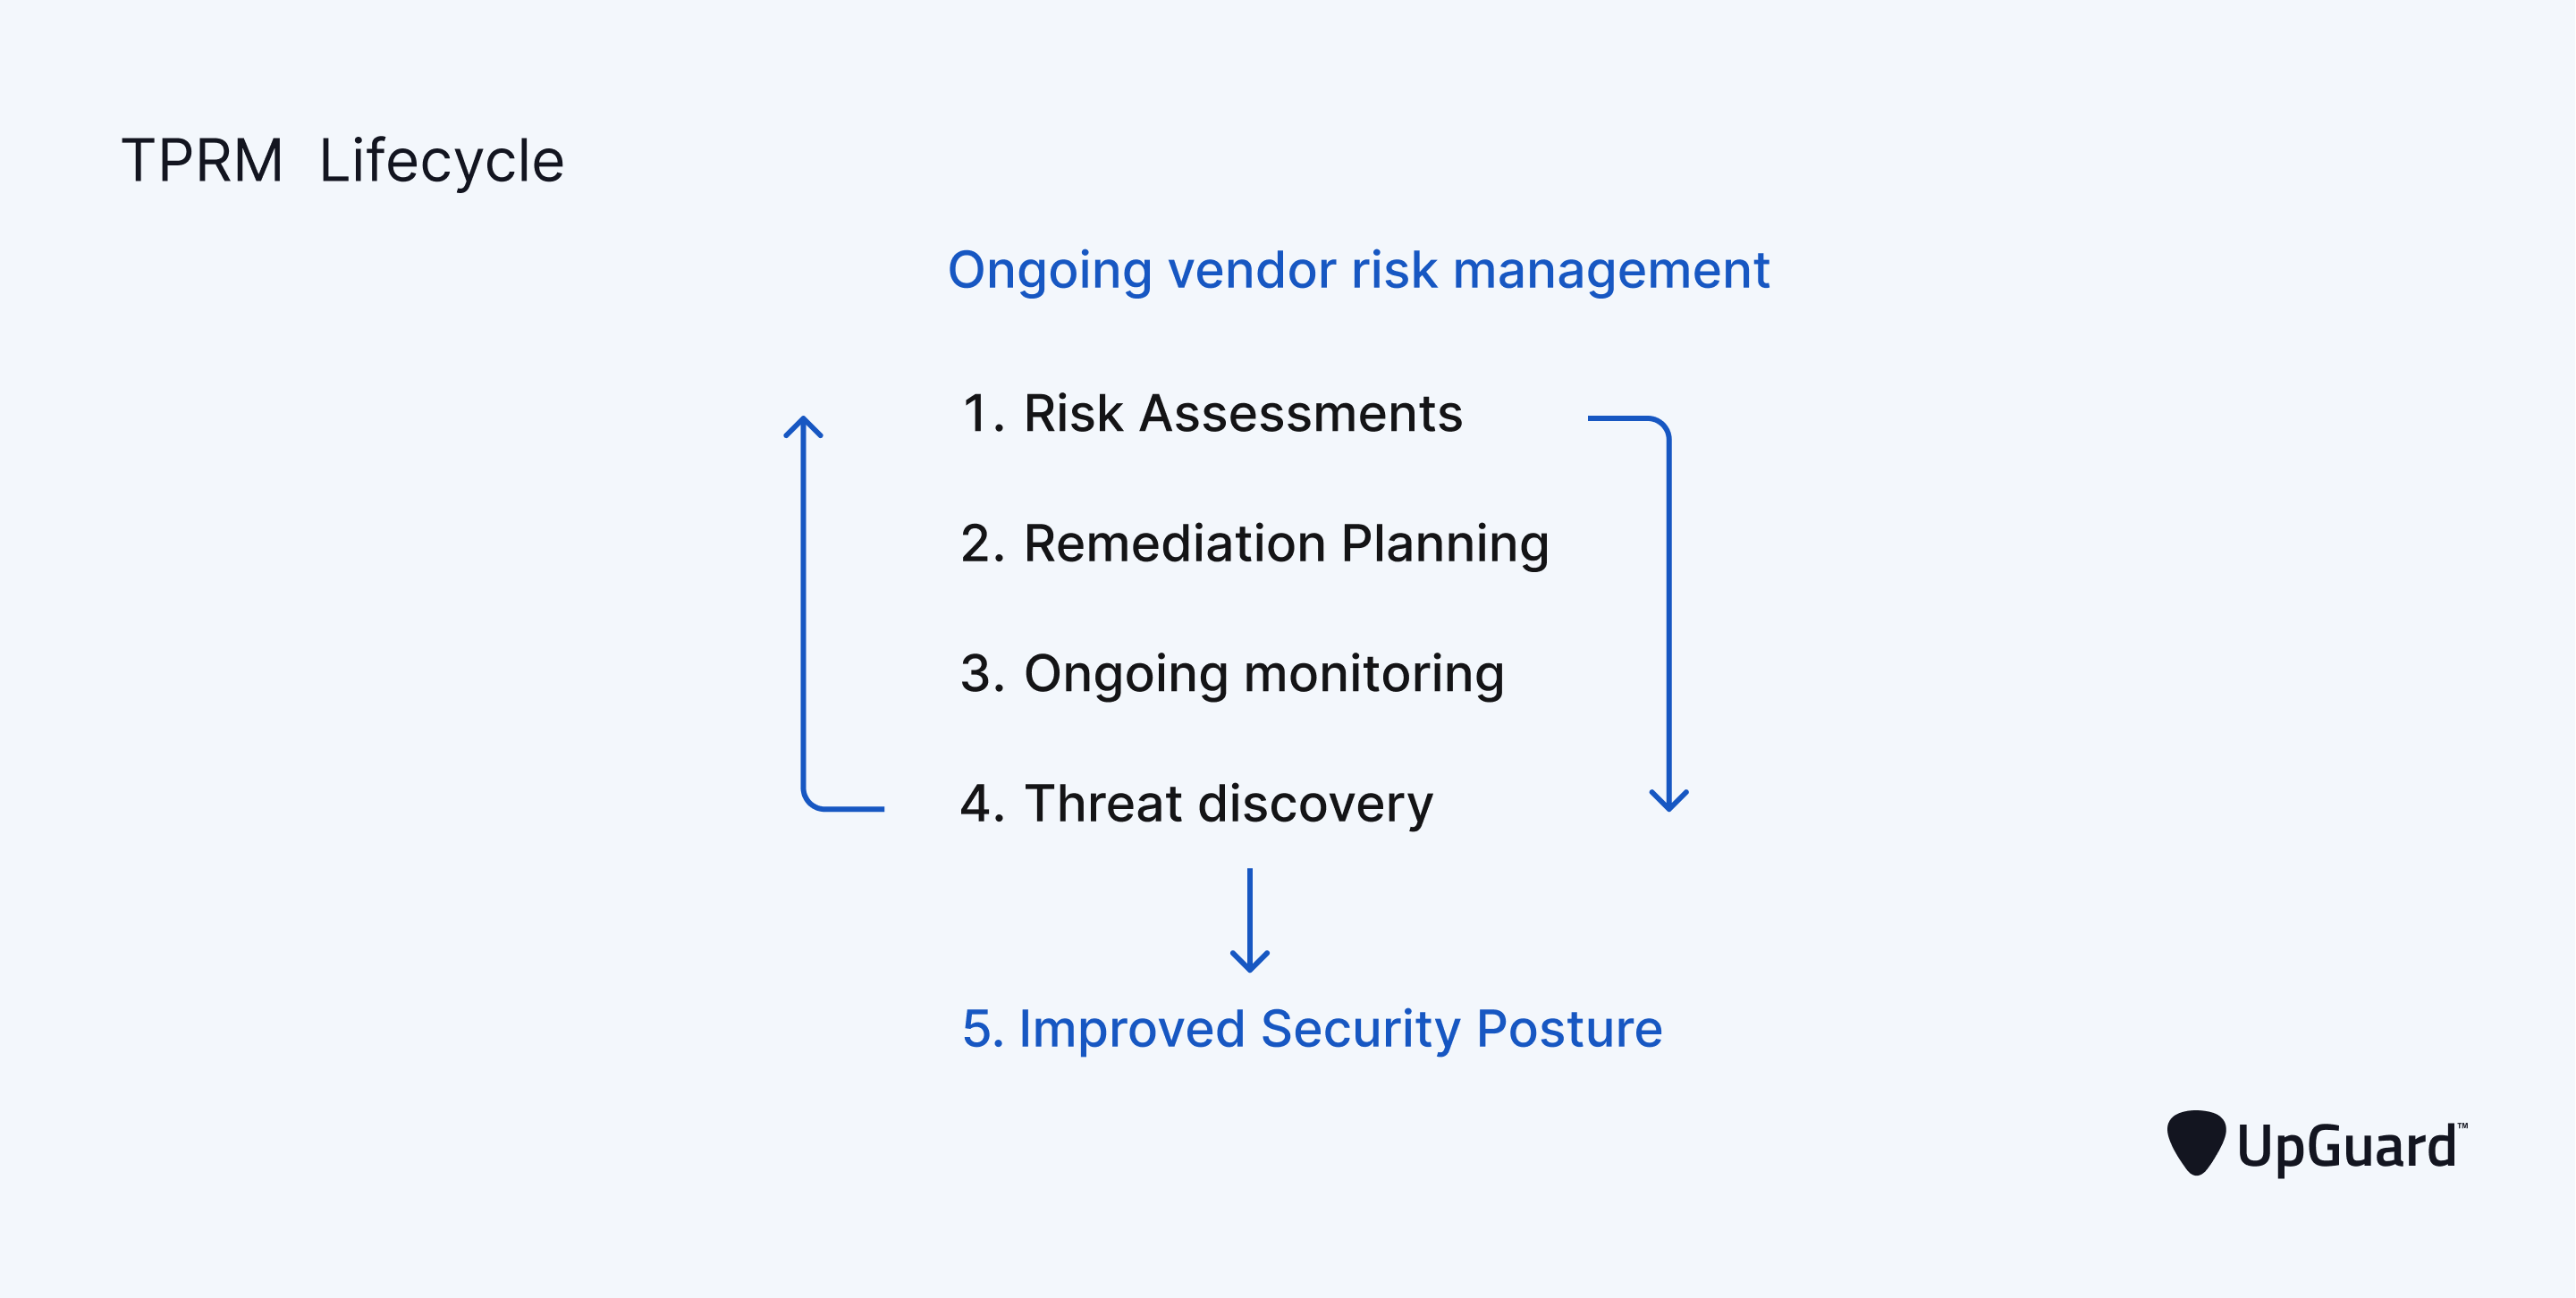 TPRM Lifecycle
Ongoing vendor risk management
1. Risk Assessments
2. Remediation Planning
3. Ongoing monitoring
4. Threat discovery
5. Improved Security Posture
UpGuard™